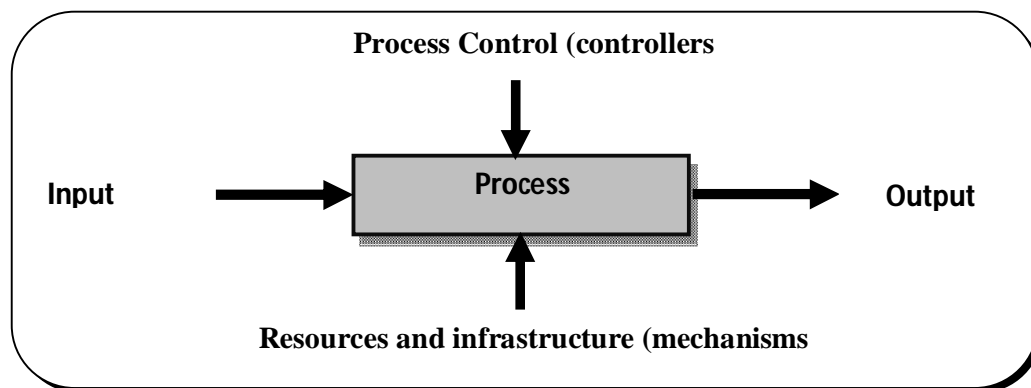 Process Control (controllers
Process
Input
Output
Resources and infrastructure (mechanisms